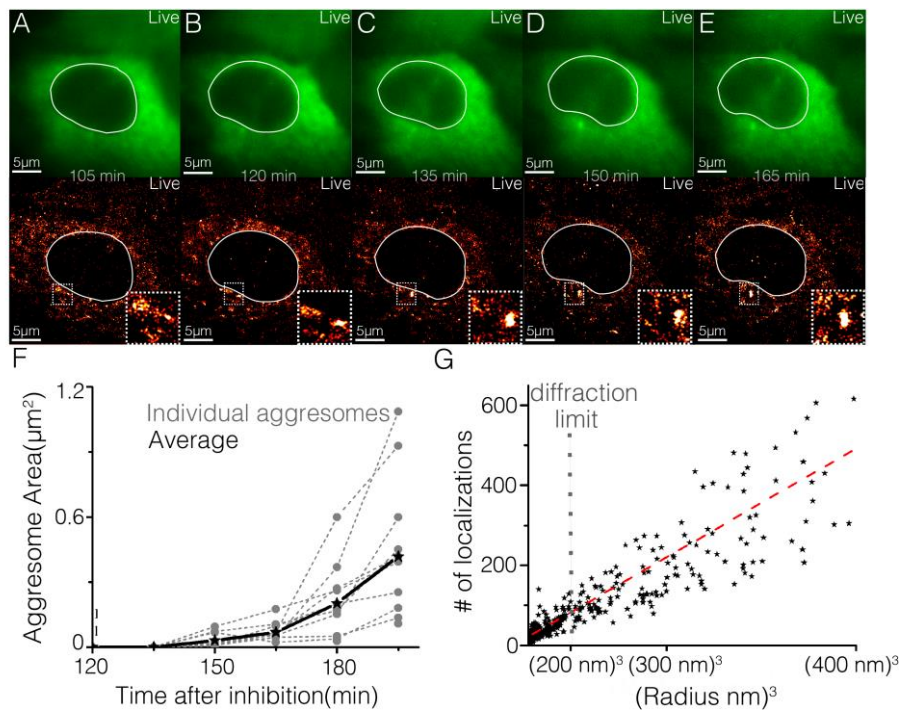 A
Live
B
Live
C
Live
D
Live
E
Live
5µm
5µm
5µm
5µm
5µm
105 min
120 min
135 min
150 min
165 min
Live
Live
Live
Live
Live
5µm
5µm
5µm
5µm
5µm
F
Aggresome Area(µm²)
1.2
0.6
0
Individual aggresomes
Average
120
150
180
Time after inhibition(min)
G
# of localizations
600
400
200
0
diffraction
limit
(200 nm)³
(300 nm)³
(400 nm)³
(Radius nm)³